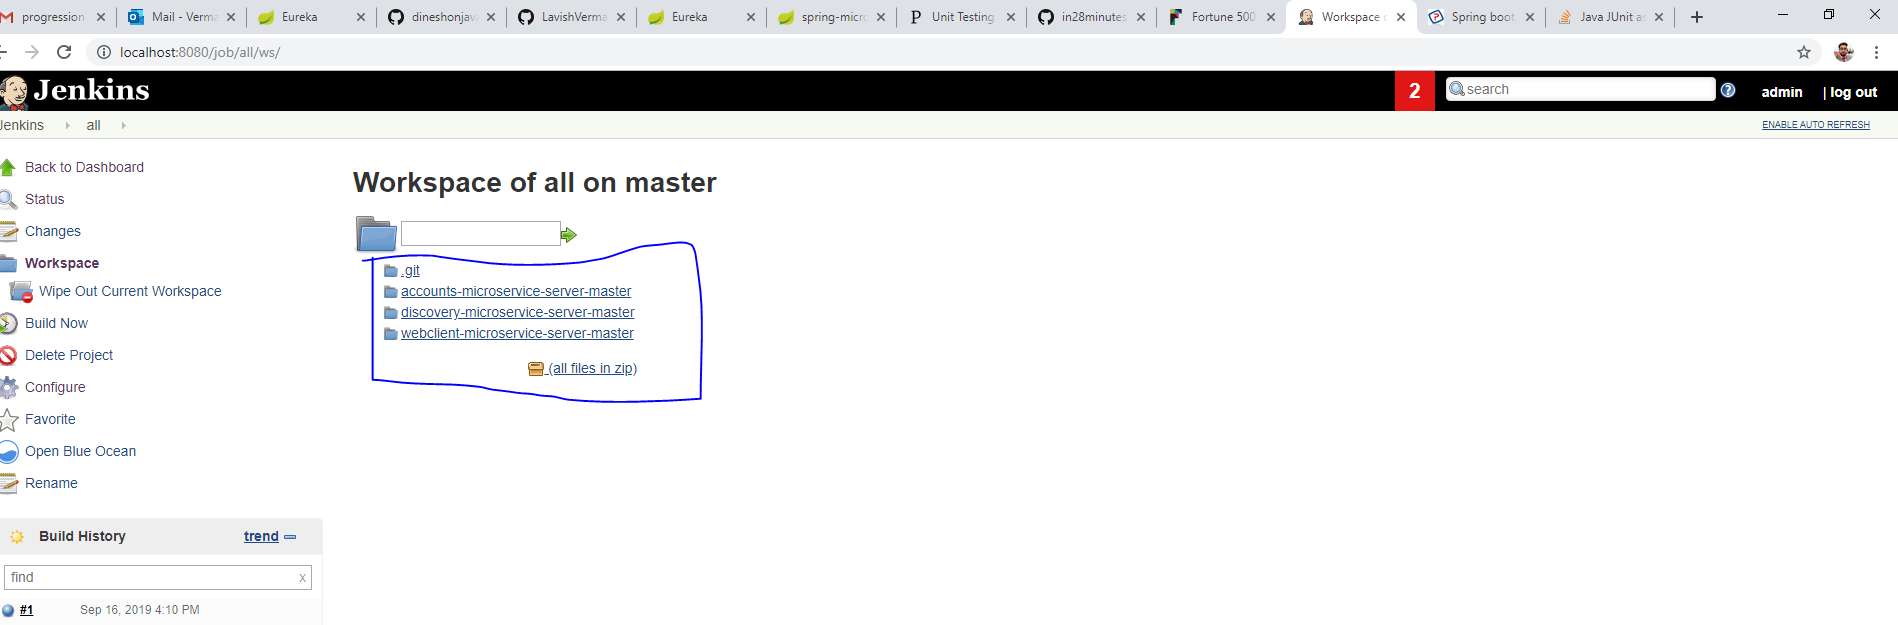 progression Mail - Verma Eureka dineshonjava LavishVerma Eureka spring-micro Unit Testing in28minutes Fortune 500 Workspace o Spring boot, Java JUnit as
localhost:8080/job/all/ws/
Jenkins 2 search admin | log out
Jenkins all ENABLE AUTO REFRESH
Back to Dashboard
Status
Changes
Workspace
Wipe Out Current Workspace
Build Now
Delete Project
Configure
Favorite
Open Blue Ocean
Rename
Build History trend
find x
#1 Sep 16, 2019 4:10 PM
Workspace of all on master
.git
accounts-microservice-server-master
discovery-microservice-server-master
webclient-microservice-server-master
(all files in zip)